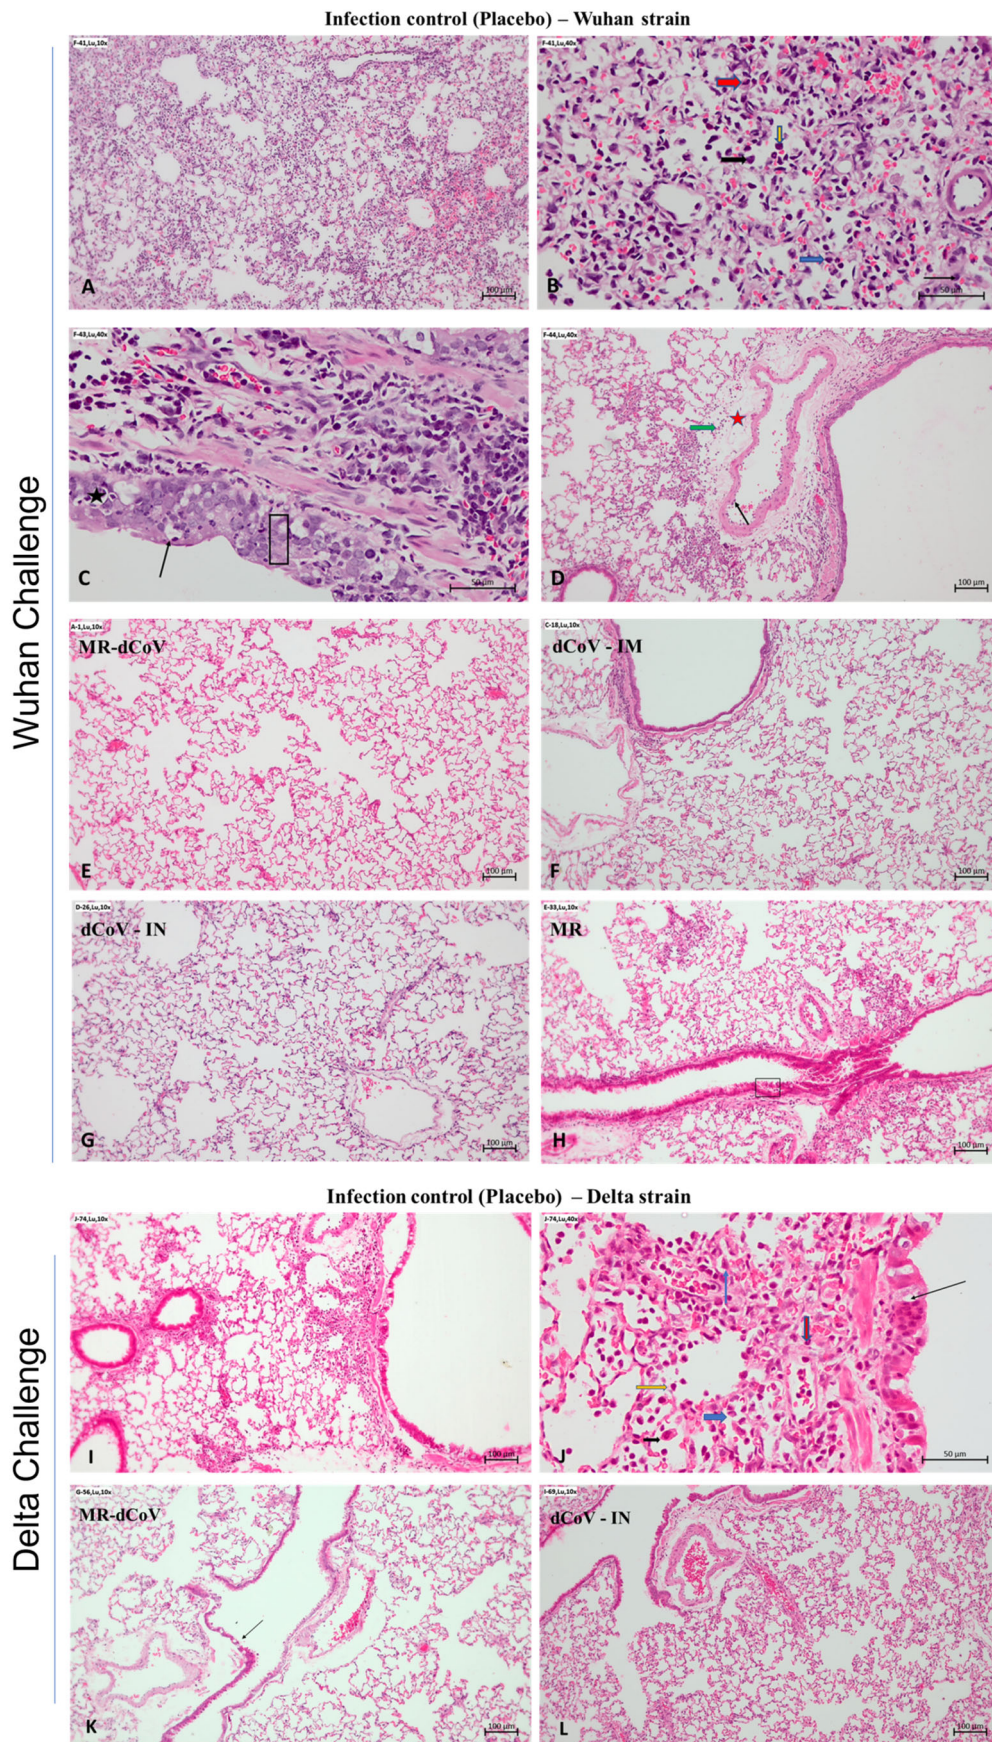 Infection control (Placebo) – Wuhan strain
Wuhan Challenge
F-41,Lu,10x
A
100 µm
F-41,Lu,40x
B
50 µm
F-43,Lu,40x
C
50 µm
F-44,Lu,40x
D
100 µm
A-1,Lu,10x
MR-dCoV
E
100 µm
C-18,Lu,10x
dCoV - IM
F
100 µm
D-26,Lu,10x
dCoV - IN
G
100 µm
E-33,Lu,10x
MR
H
100 µm
Infection control (Placebo) – Delta strain
Delta Challenge
J-74,Lu,10x
I
100 µm
J-74,Lu,40x
J
50 µm
G-56,Lu,10x
MR-dCoV
K
100 µm
I-69,Lu,10x
dCoV - IN
L
100 µm